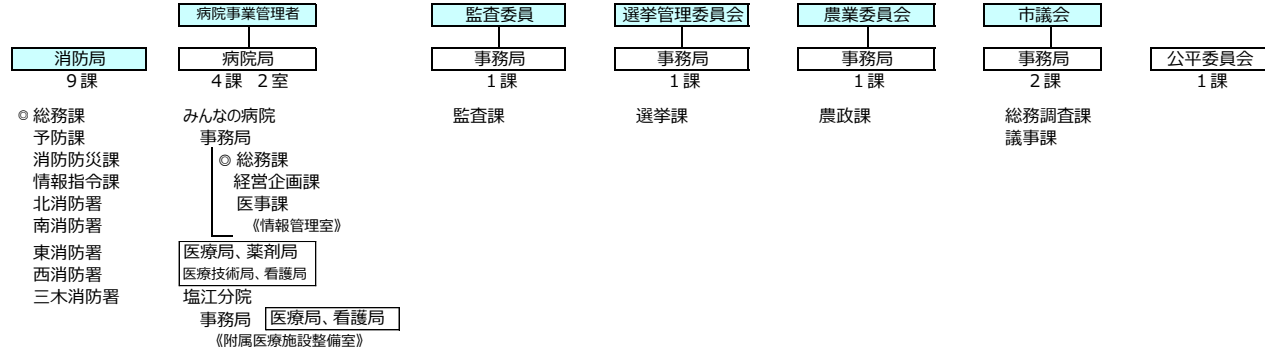 病院事業管理者 監査委員 選挙管理委員会 農業委員会 市議会
消防局 病院局 事務局 事務局 事務局 事務局 公平委員会
9課 4課 2室 1課 1課 1課 2課 1課
◎ 総務課 みんなの病院 監査課 選挙課 農政課 総務調査課
予防課 事務局 議事課
消防防災課 ◎ 総務課
情報指令課 経営企画課
北消防署 医事課
南消防署 《情報管理室》
東消防署 医療局、薬剤局
西消防署 医療技術局、看護局
三木消防署 塩江分院
事務局 医療局、看護局
《附属医療施設整備室》